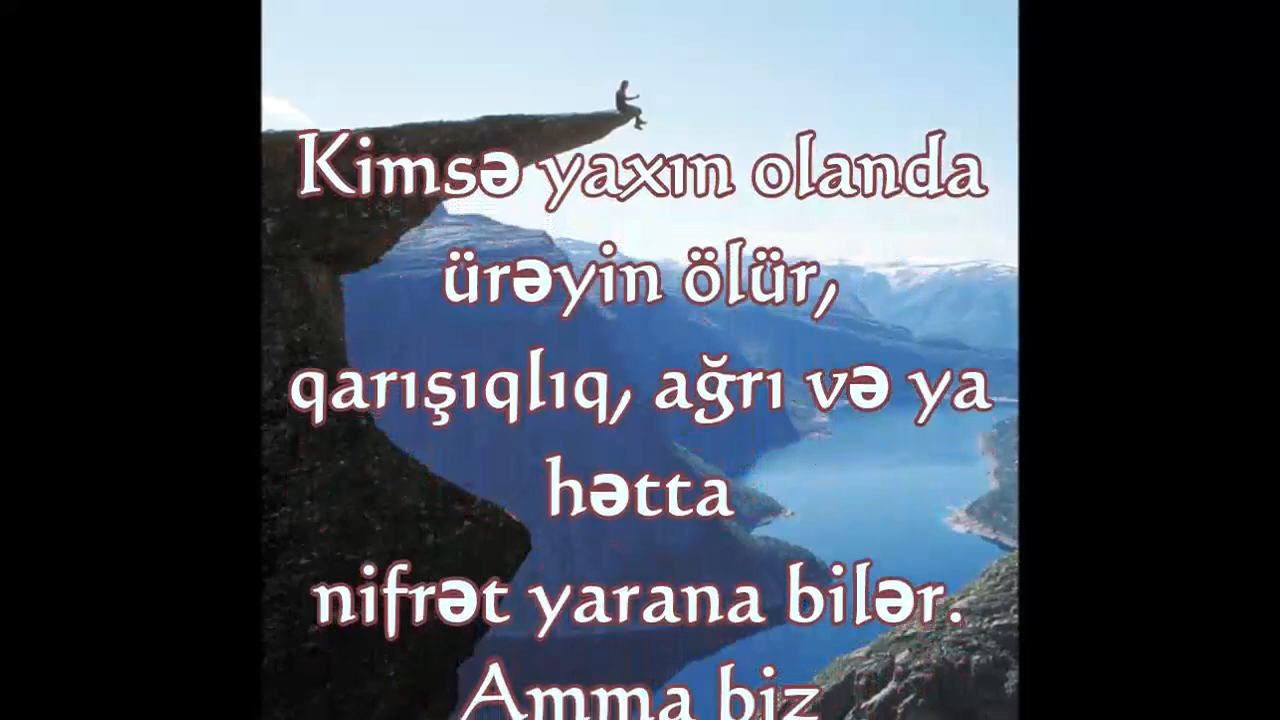 Kimsə yaxın olanda
ürəyin ölür,
qarışıqlıq, ağrı və ya
hətta
nifrət yarana bilər.
Amma biz